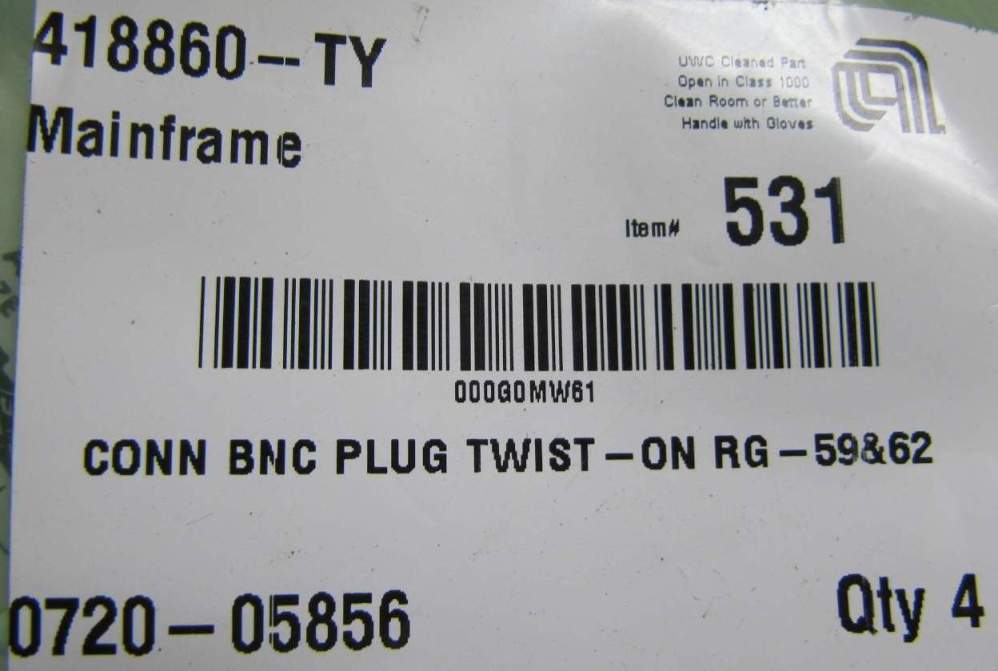 418860--TY
Mainframe
UWC Cleaned Part
Open in Class 1000
Clean Room or Better
Handle with Gloves
Item# 531
000G0MW61
CONN BNC PLUG TWIST-ON RG-59&62
0720-05856
Qty 4